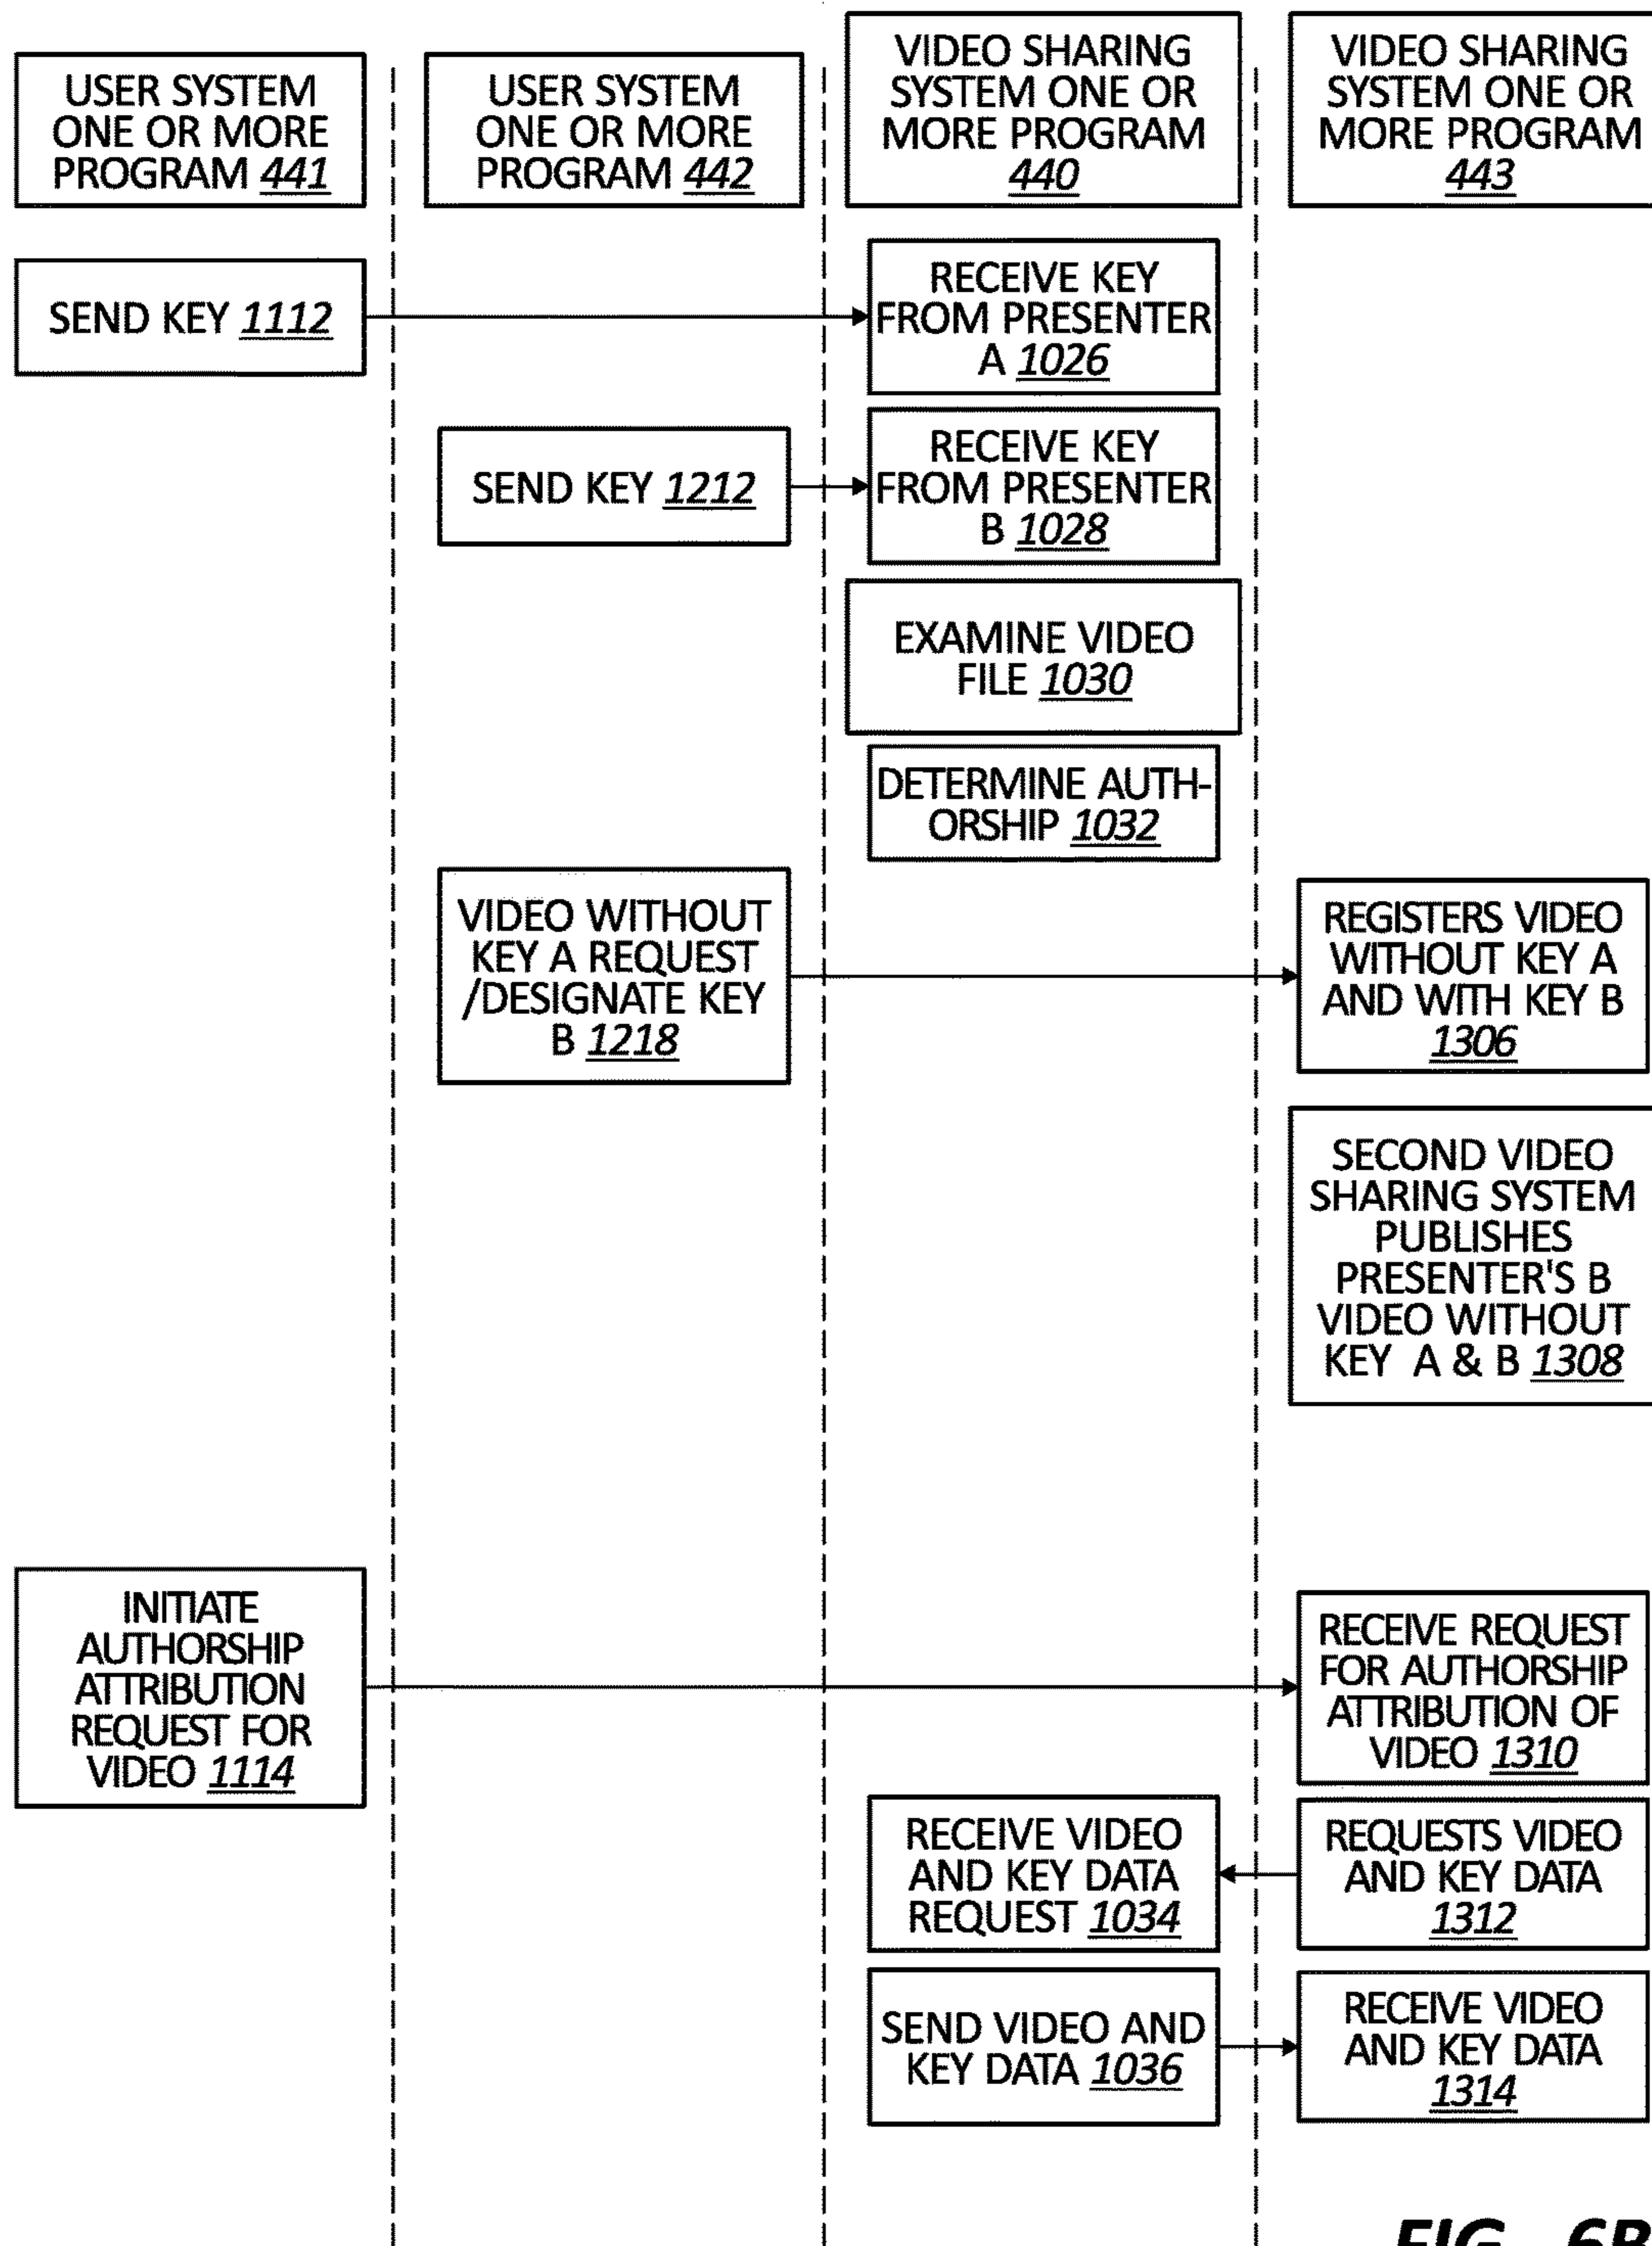 USER SYSTEM
ONE OR MORE
PROGRAM 441
USER SYSTEM
ONE OR MORE
PROGRAM 442
VIDEO SHARING
SYSTEM ONE OR
MORE PROGRAM
440
VIDEO SHARING
SYSTEM ONE OR
MORE PROGRAM
443
SEND KEY 1112
RECEIVE KEY
FROM PRESENTER
A 1026
SEND KEY 1212
RECEIVE KEY
FROM PRESENTER
B 1028
EXAMINE VIDEO
FILE 1030
DETERMINE AUTH-
ORSHIP 1032
VIDEO WITHOUT
KEY A REQUEST
/DESIGNATE KEY
B 1218
REGISTERS VIDEO
WITHOUT KEY A
AND WITH KEY B
1306
SECOND VIDEO
SHARING SYSTEM
PUBLISHES
PRESENTER'S B
VIDEO WITHOUT
KEY A & B 1308
INITIATE
AUTHORSHIP
ATTRIBUTION
REQUEST FOR
VIDEO 1114
RECEIVE REQUEST
FOR AUTHORSHIP
ATTRIBUTION OF
VIDEO 1310
RECEIVE VIDEO
AND KEY DATA
REQUEST 1034
REQUESTS VIDEO
AND KEY DATA
1312
SEND VIDEO AND
KEY DATA 1036
RECEIVE VIDEO
AND KEY DATA
1314
FIG. 6B